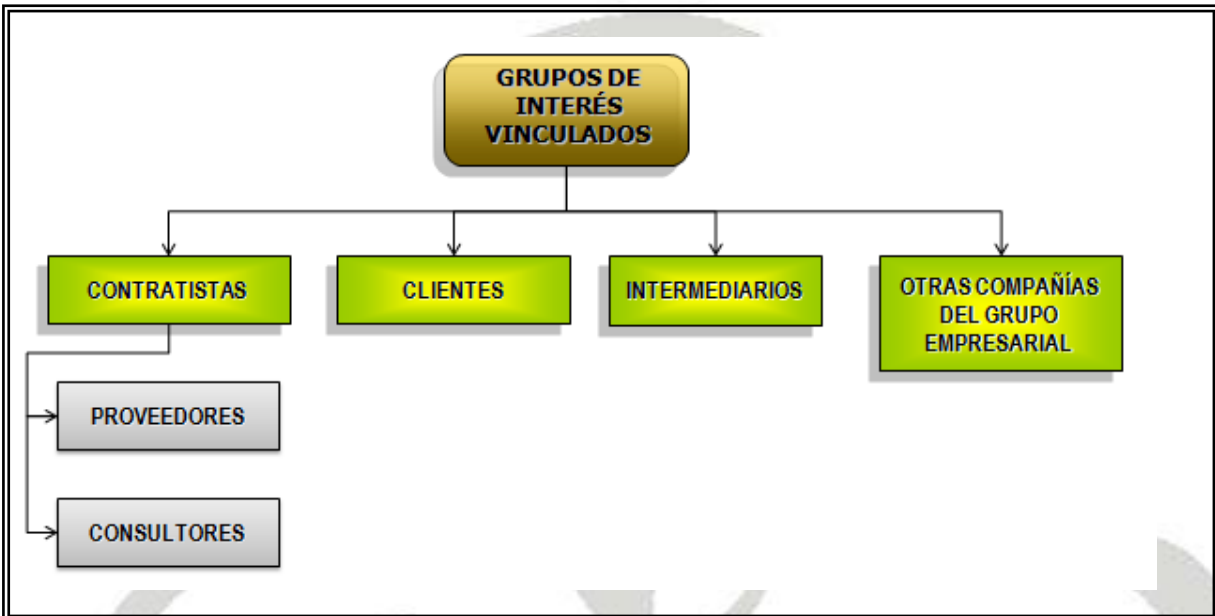 GRUPOS DE
INTERÉS
VINCULADOS
CONTRATISTAS
CLIENTES
INTERMEDIARIOS
OTRAS COMPAÑÍAS
DEL GRUPO
EMPRESARIAL
PROVEEDORES
CONSULTORES